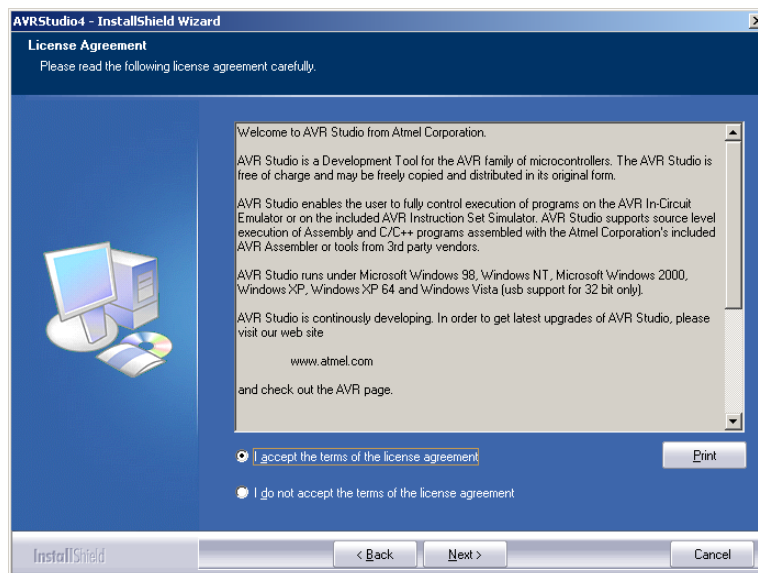 AVRStudio4 - InstallShield Wizard
License Agreement
Please read the following license agreement carefully.
Welcome to AVR Studio from Atmel Corporation.
AVR Studio is a Development Tool for the AVR family of microcontrollers. The AVR Studio is
free of charge and may be freely copied and distributed in its original form.
AVR Studio enables the user to fully control execution of programs on the AVR In-Circuit
Emulator or on the included AVR Instruction Set Simulator. AVR Studio supports source level
execution of Assembly and C/C++ programs assembled with the Atmel Corporation's included
AVR Assembler or tools from 3rd party vendors.
AVR Studio runs under Microsoft Windows 98, Windows NT, Microsoft Windows 2000,
Windows XP, Windows XP 64 and Windows Vista (usb support for 32 bit only).
AVR Studio is continously developing. In order to get latest upgrades of AVR Studio, please
visit our web site
www.atmel.com
and check out the AVR page.
I accept the terms of the license agreement
Print
I do not accept the terms of the license agreement
InstallShield
< Back
Next >
Cancel